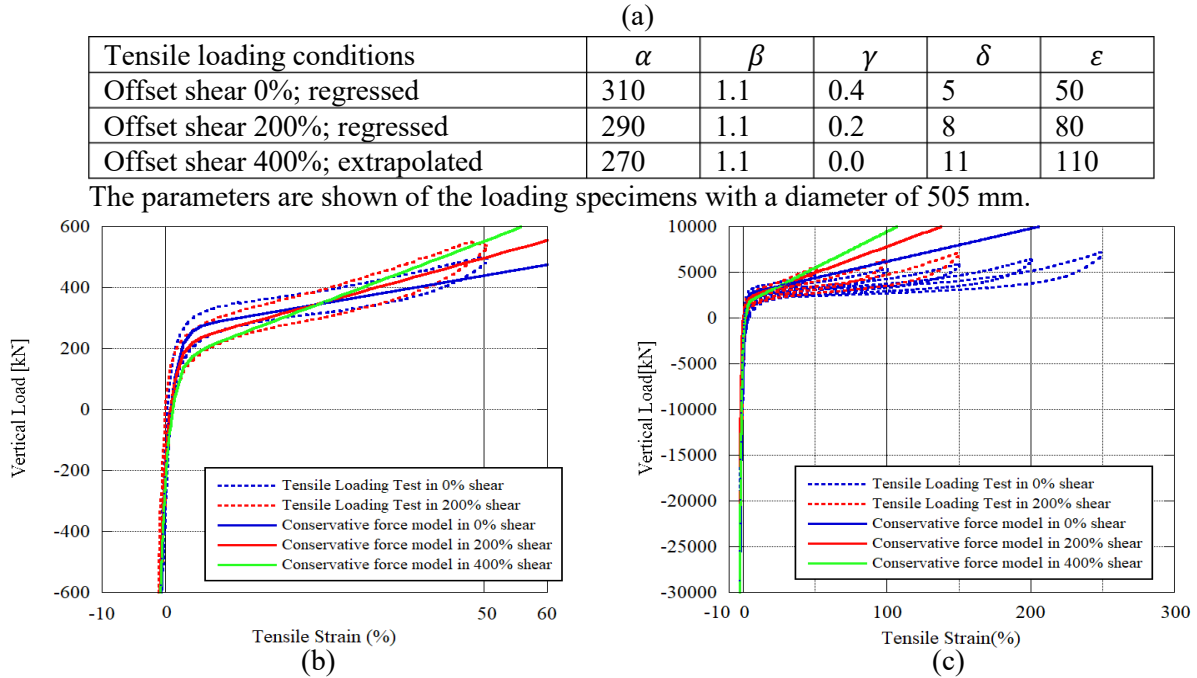 (a)
Tensile loading conditions α β γ δ ε
Offset shear 0%; regressed 310 1.1 0.4 5 50
Offset shear 200%; regressed 290 1.1 0.2 8 80
Offset shear 400%; extrapolated 270 1.1 0.0 11 110
The parameters are shown of the loading specimens with a diameter of 505 mm.
600
400
200
0
-200
-400
-600
Vertical Load [kN]
Tensile Loading Test in 0% shear
Tensile Loading Test in 200% shear
Conservative force model in 0% shear
Conservative force model in 200% shear
Conservative force model in 400% shear
-10 0 50 60
Tensile Strain (%)
(b)
10000
5000
0
-5000
-10000
-15000
-20000
-25000
-30000
Vertical Load[kN]
Tensile Loading Test in 0% shear
Tensile Loading Test in 200% shear
Conservative force model in 0% shear
Conservative force model in 200% shear
Conservative force model in 400% shear
-10 0 100 200 300
Tensile Strain(%)
(c)